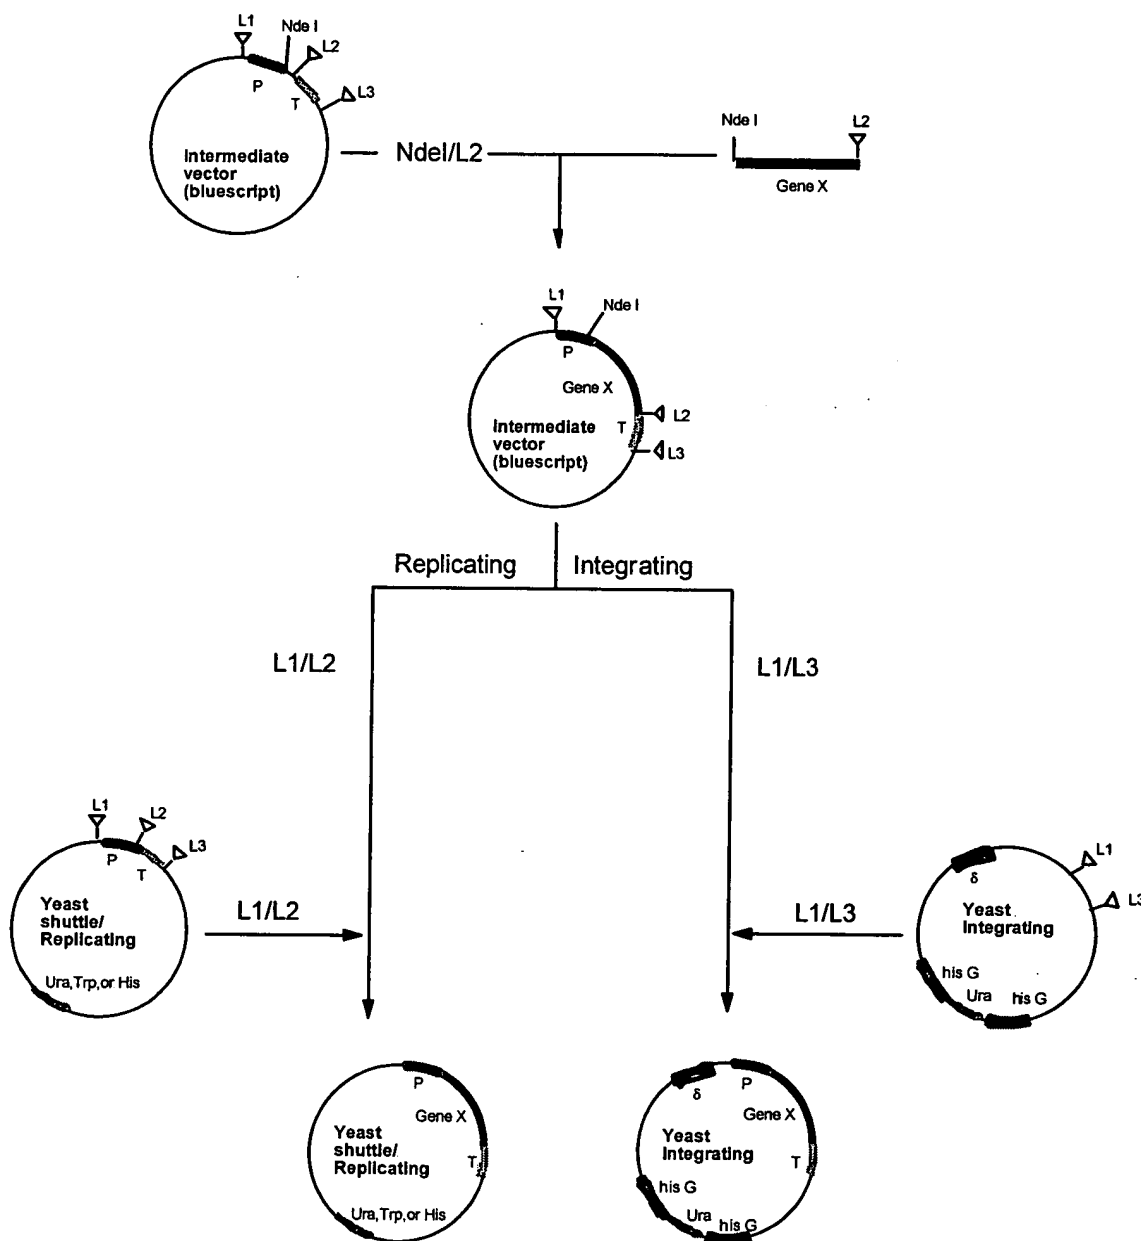 L1
Nde I
L2
P
T
L3
Intermediate
vector
(bluescript)
NdeI/L2
Nde I
L2
Gene X
L1
Nde I
P
Gene X
L2
T
L3
Intermediate
vector
(bluescript)
Replicating
Integrating
L1/L2
L1/L3
L1
L2
L3
P
T
Yeast
shuttle/
Replicating
Ura,Trp,or His
L1/L2
L1/L3
δ
L1
L3
Yeast
Integrating
his G
Ura
his G
P
Gene X
Yeast
shuttle/
Replicating
T
Ura,Trp,or His
δ
P
Gene X
Yeast
Integrating
T
his G
Ura
his G